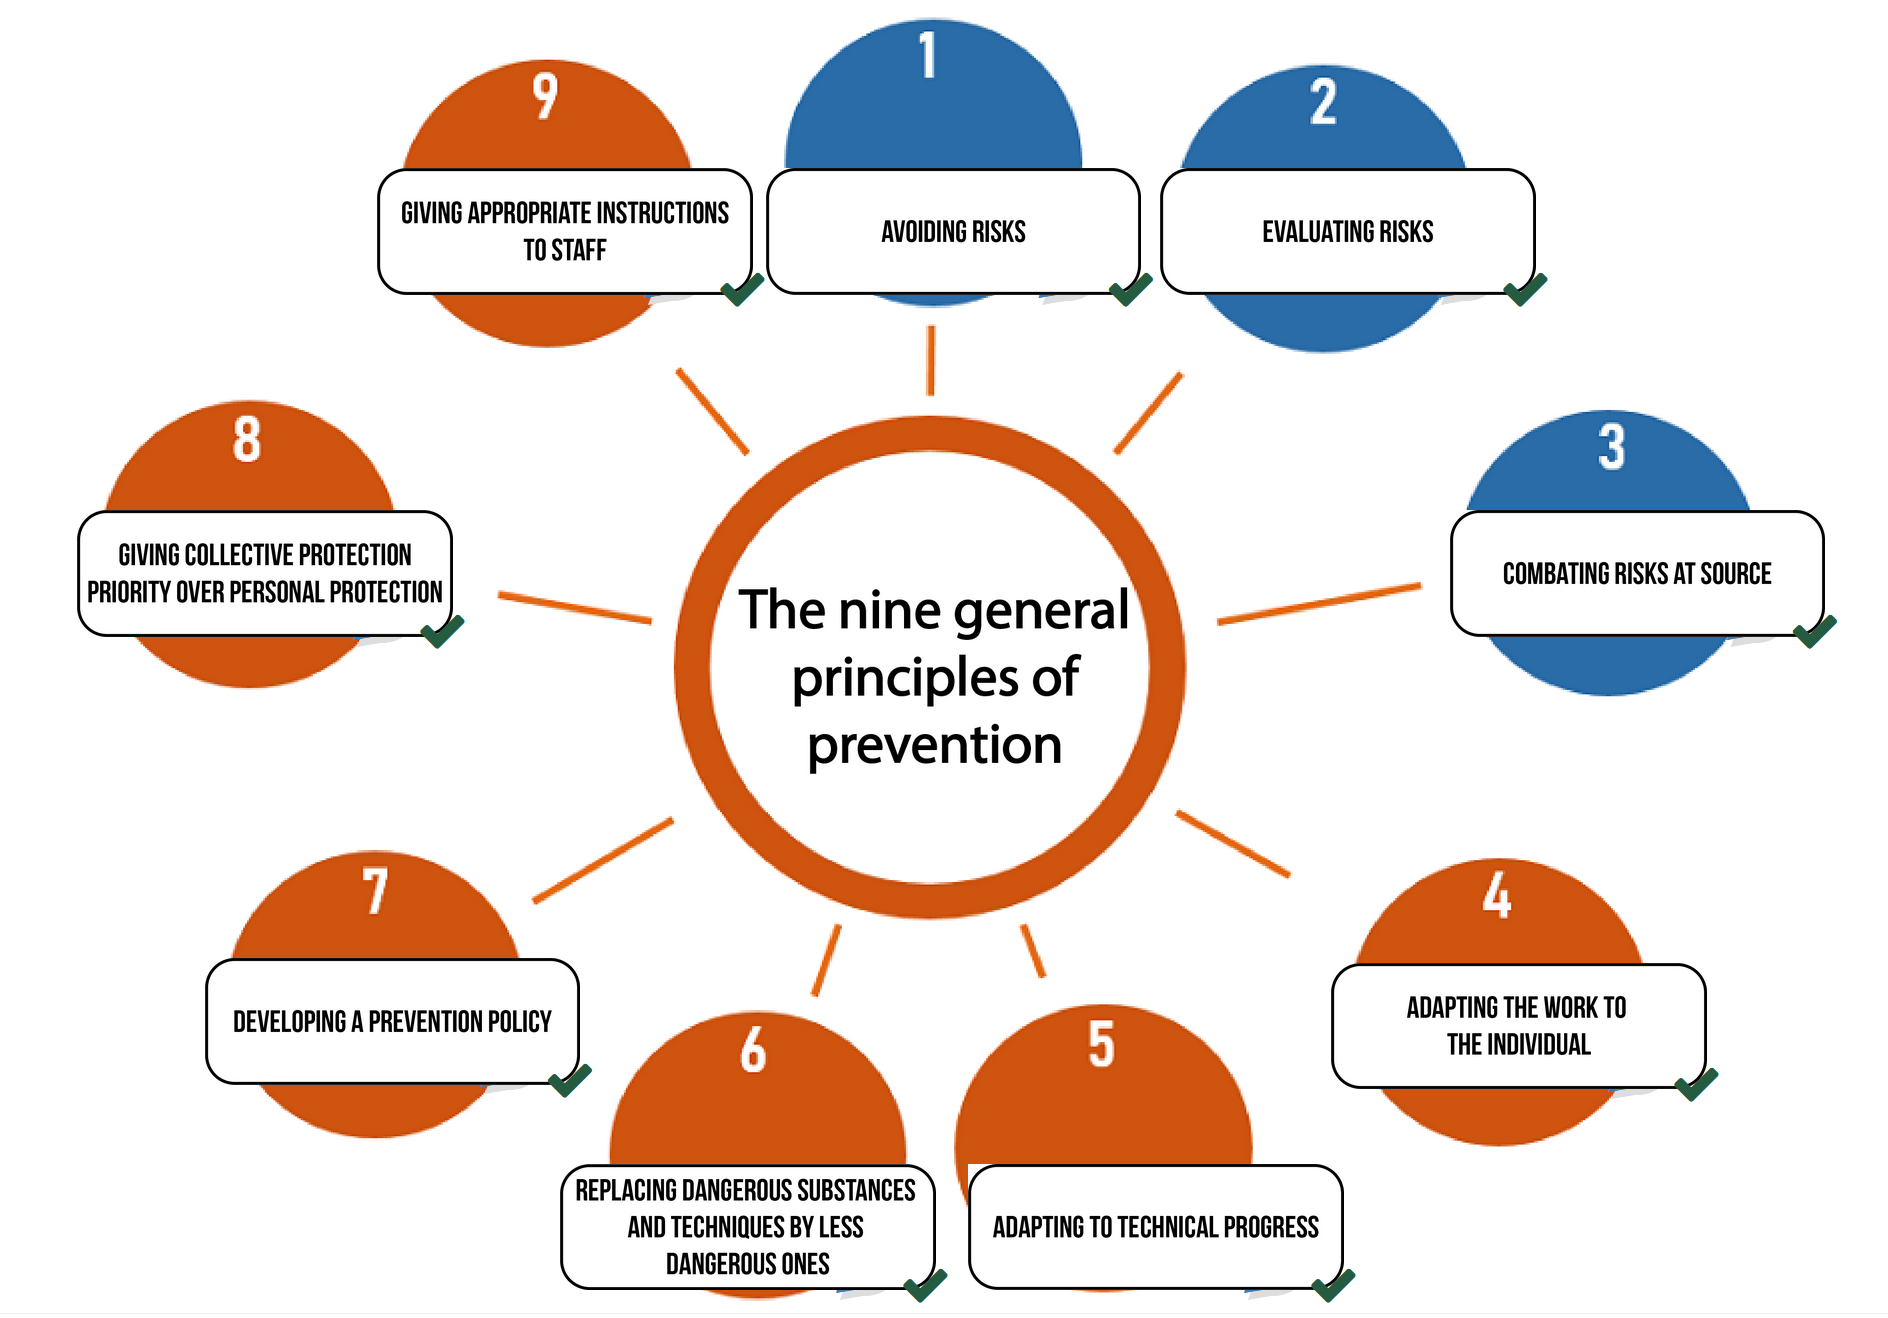 1
AVOIDING RISKS
2
EVALUATING RISKS
3
COMBATING RISKS AT SOURCE
4
ADAPTING THE WORK TO
THE INDIVIDUAL
5
ADAPTING TO TECHNICAL PROGRESS
6
REPLACING DANGEROUS SUBSTANCES
AND TECHNIQUES BY LESS
DANGEROUS ONES
7
DEVELOPING A PREVENTION POLICY
8
GIVING COLLECTIVE PROTECTION
PRIORITY OVER PERSONAL PROTECTION
9
GIVING APPROPRIATE INSTRUCTIONS
TO STAFF
The nine general
principles of
prevention